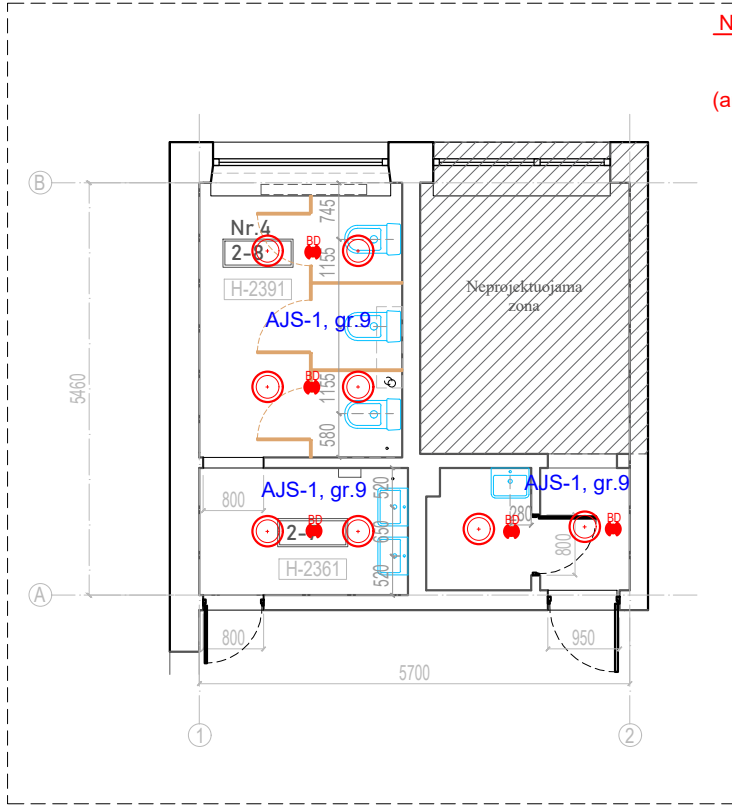 N
(a
B
Nr.4
2-8
H-2391
745
1155
BD
BD
Neprojektuojama
zona
AJS-1, gr.9
5460
BD
1155
580
AJS-1, gr.9
AJS-1, gr.9
800
520
650
520
280
BD
BD
BD
800
H-2361
A
800
950
5700
1
2